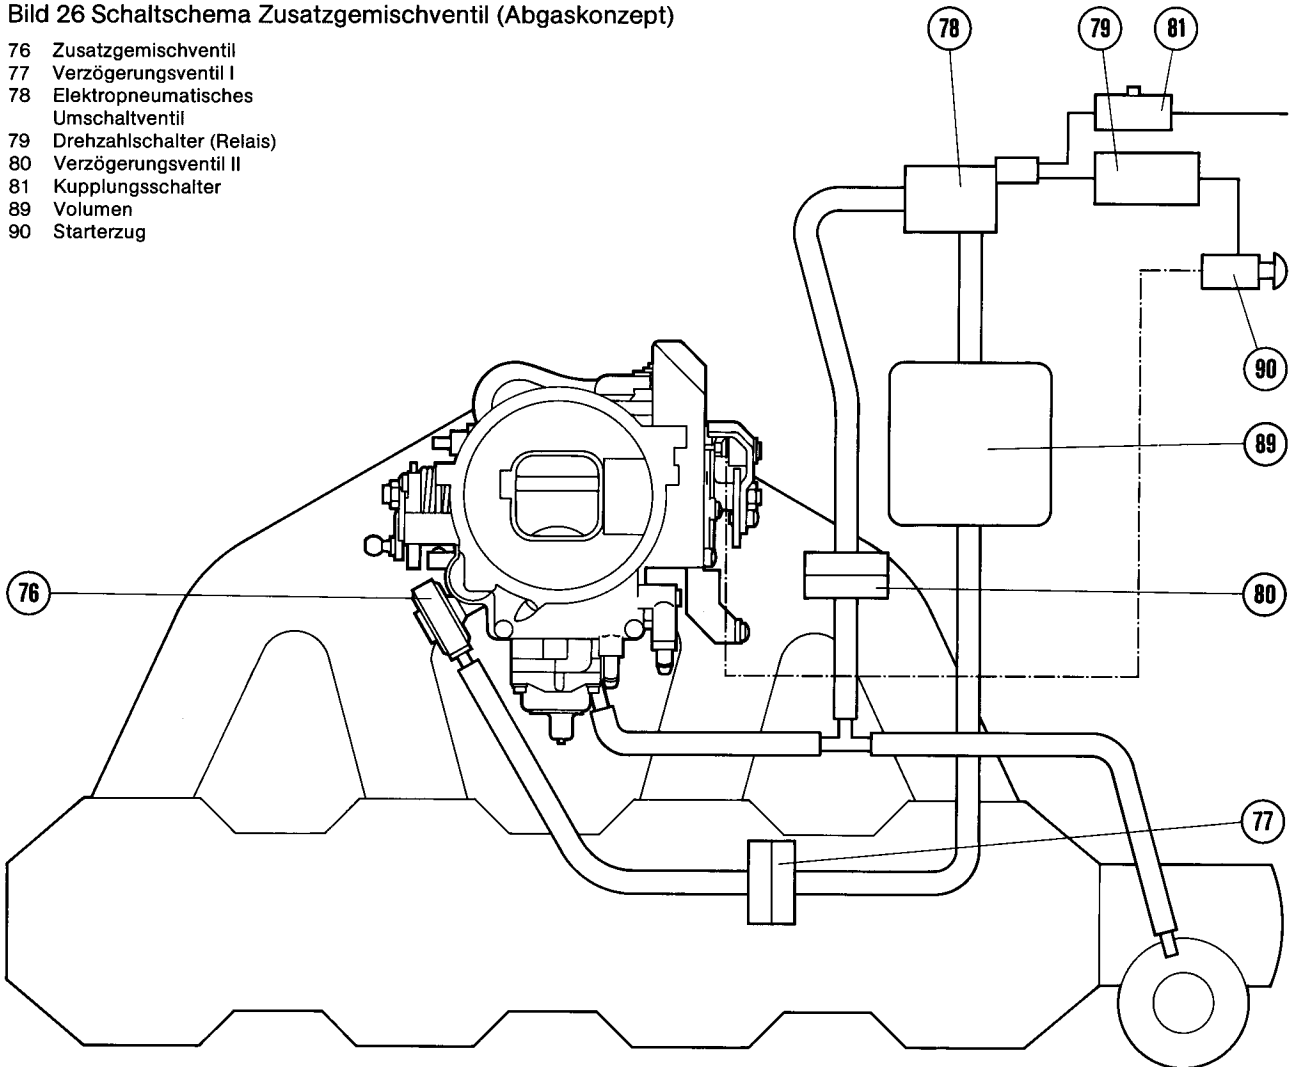 Bild 26 Schaltschema Zusatzgemischventil (Abgaskonzept)
76 Zusatzgemischventil
77 Verzögerungsventil I
78 Elektropneumatisches
Umschaltventil
79 Drehzahlschalter (Relais)
80 Verzögerungsventil II
81 Kupplungsschalter
89 Volumen
90 Starterzug
78
79
81
90
89
76
80
77